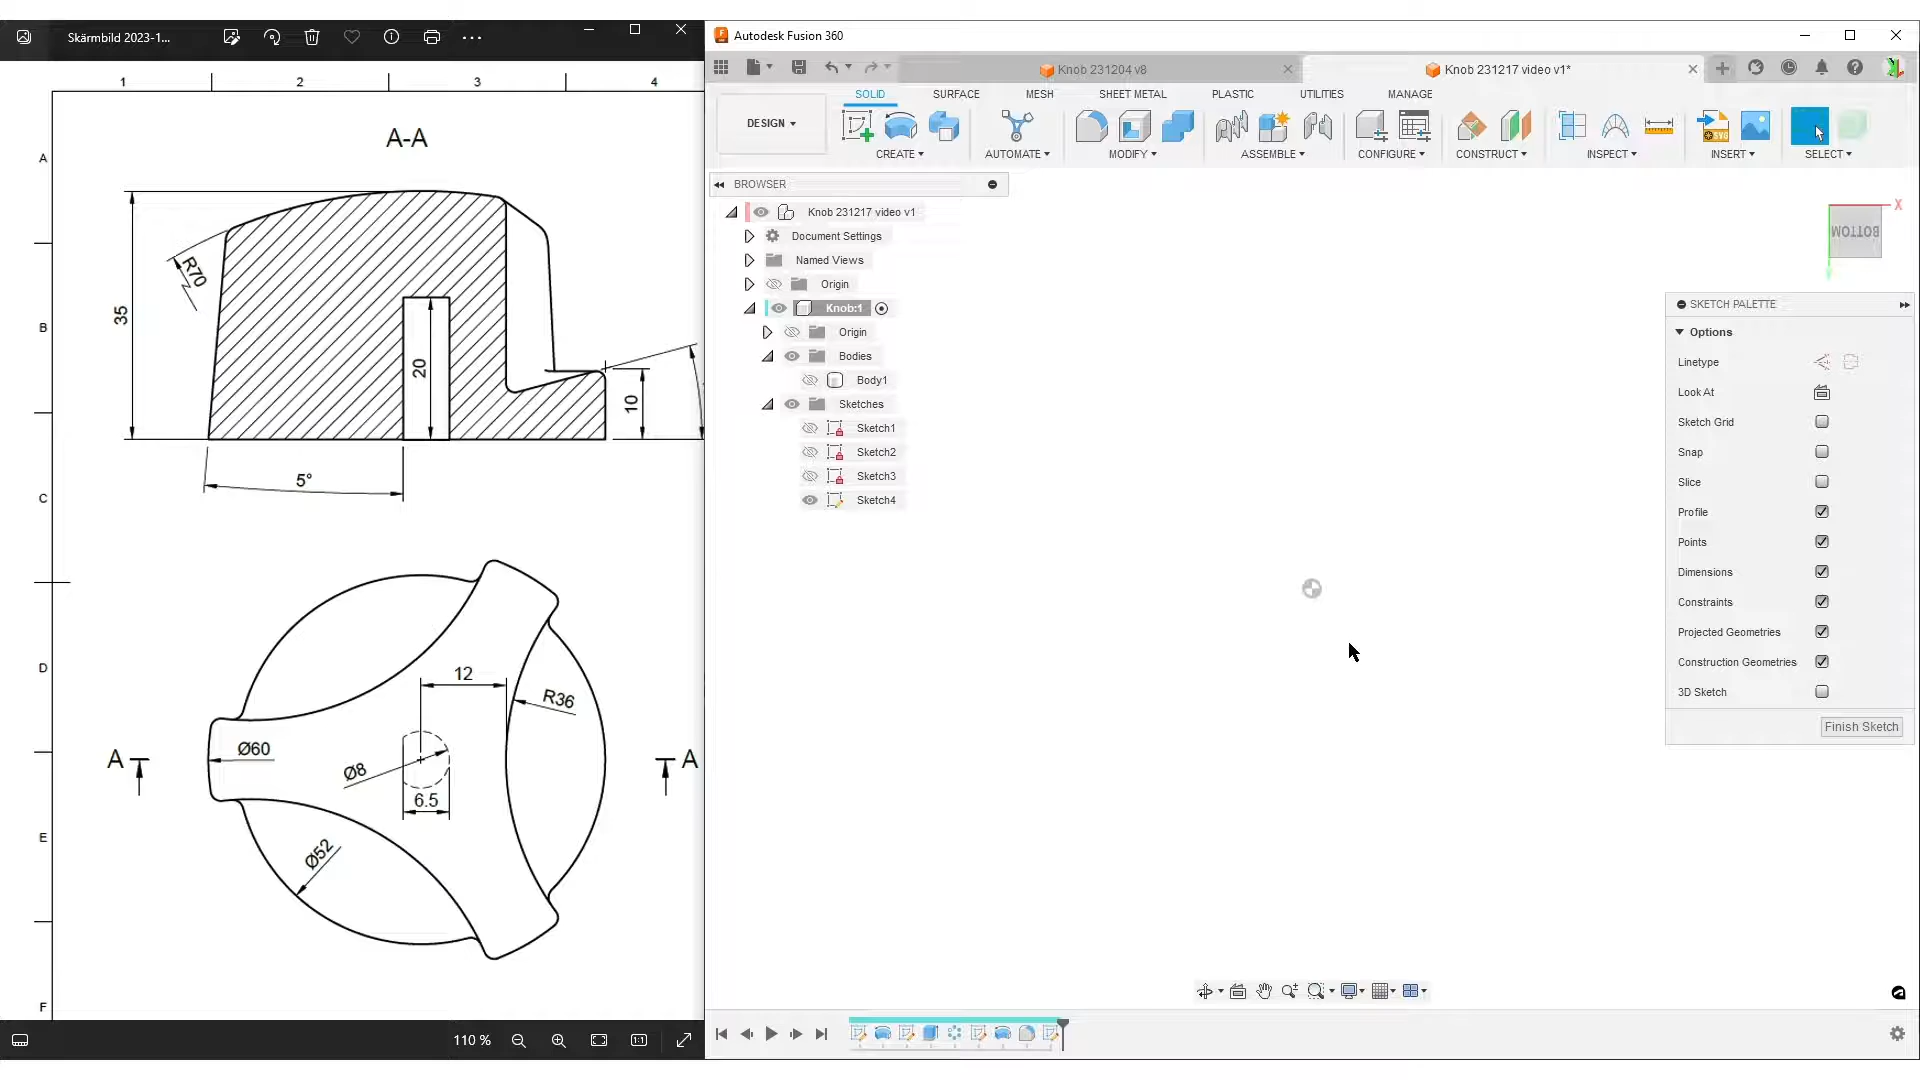 Skärmbild 2023-1...
1 2 3 4
A
B
C
D
E
F
A-A
35
R70
20
10
5°
12
R36
Ø60
Ø8
6.5
Ø52
A
A
110 %
Autodesk Fusion 360
Knob 231204 v8
Knob 231217 video v1*
SOLID SURFACE MESH SHEET METAL PLASTIC UTILITIES MANAGE
DESIGN
SVG
CREATE AUTOMATE MODIFY ASSEMBLE CONFIGURE CONSTRUCT INSPECT INSERT SELECT
BROWSER
Knob 231217 video v1
Document Settings
Named Views
Origin
Knob:1
Origin
Bodies
Body1
Sketches
Sketch1
Sketch2
Sketch3
Sketch4
X
BOTTOM
SKETCH PALETTE
Options
Linetype
Look At
Sketch Grid
Snap
Slice
Profile
Points
Dimensions
Constraints
Projected Geometries
Construction Geometries
3D Sketch
Finish Sketch